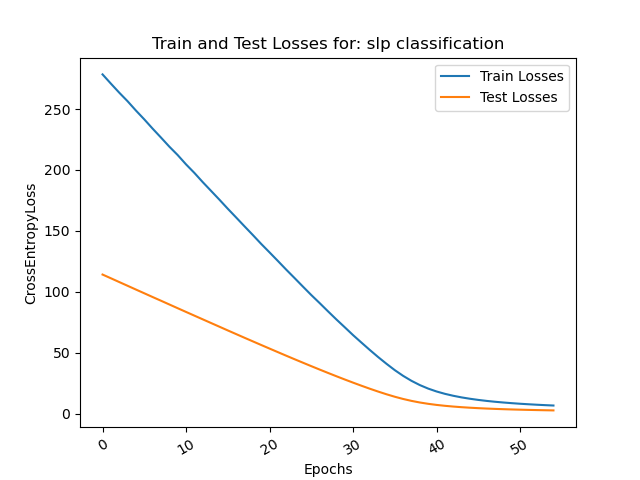 Train and Test Losses for: slp classification
Train Losses
Test Losses
CrossEntropyLoss
250
200
150
100
50
0
0 10 20 30 40 50
Epochs